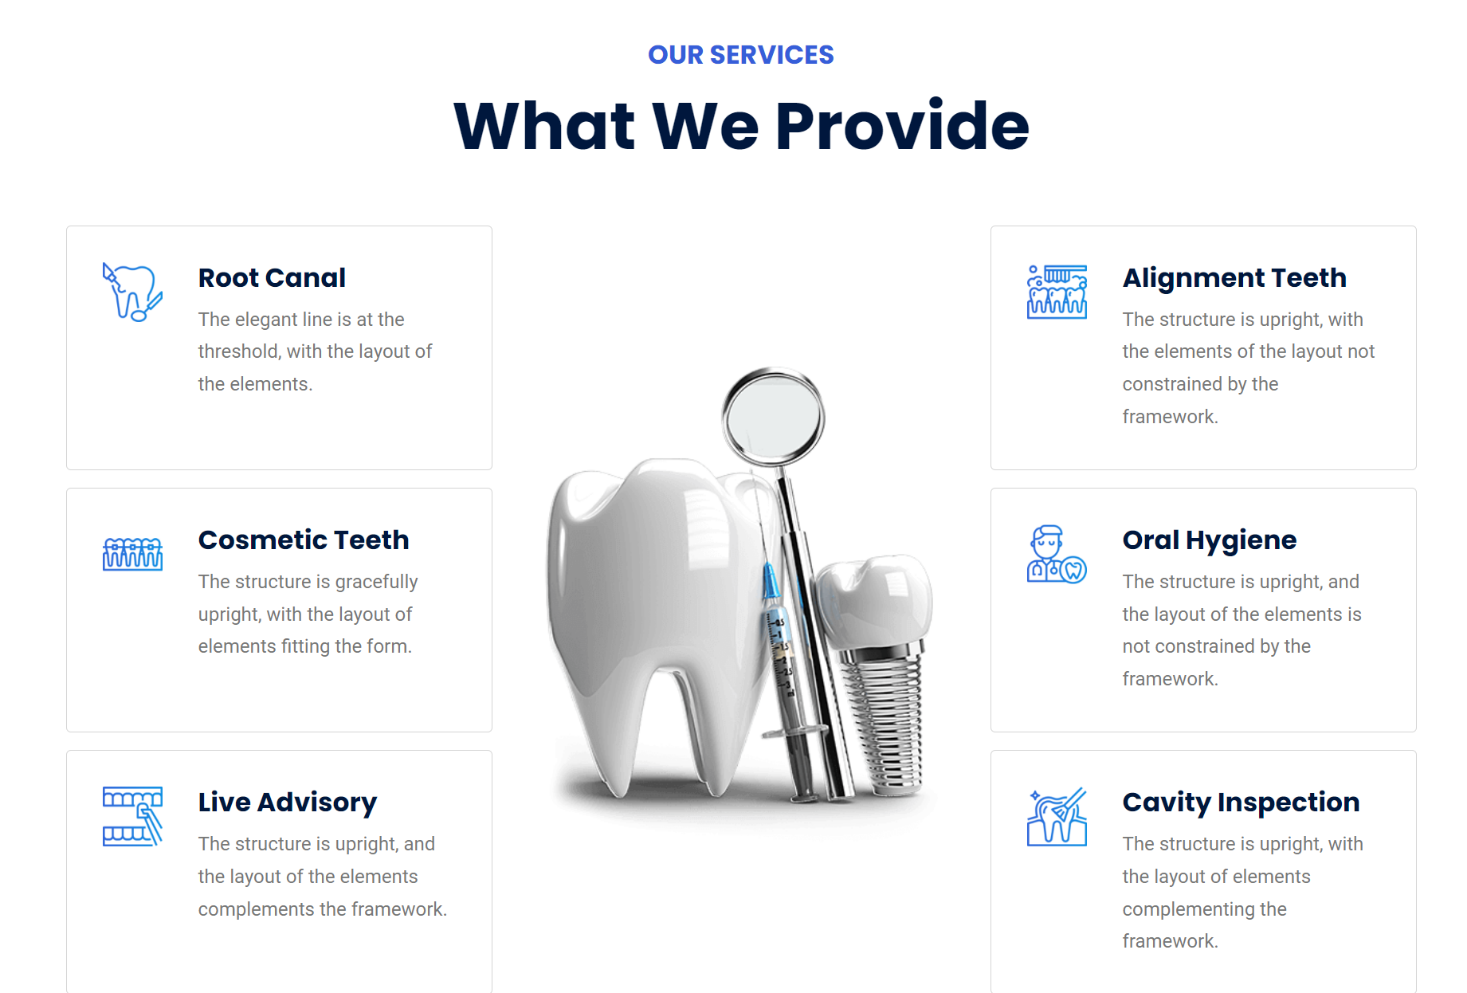 OUR SERVICES
What We Provide
Root Canal
The elegant line is at the
threshold, with the layout of
the elements.
Cosmetic Teeth
The structure is gracefully
upright, with the layout of
elements fitting the form.
Live Advisory
The structure is upright, and
the layout of the elements
complements the framework.
Alignment Teeth
The structure is upright, with
the elements of the layout not
constrained by the
framework.
Oral Hygiene
The structure is upright, and
the layout of the elements is
not constrained by the
framework.
Cavity Inspection
The structure is upright, with
the layout of elements
complementing the
framework.